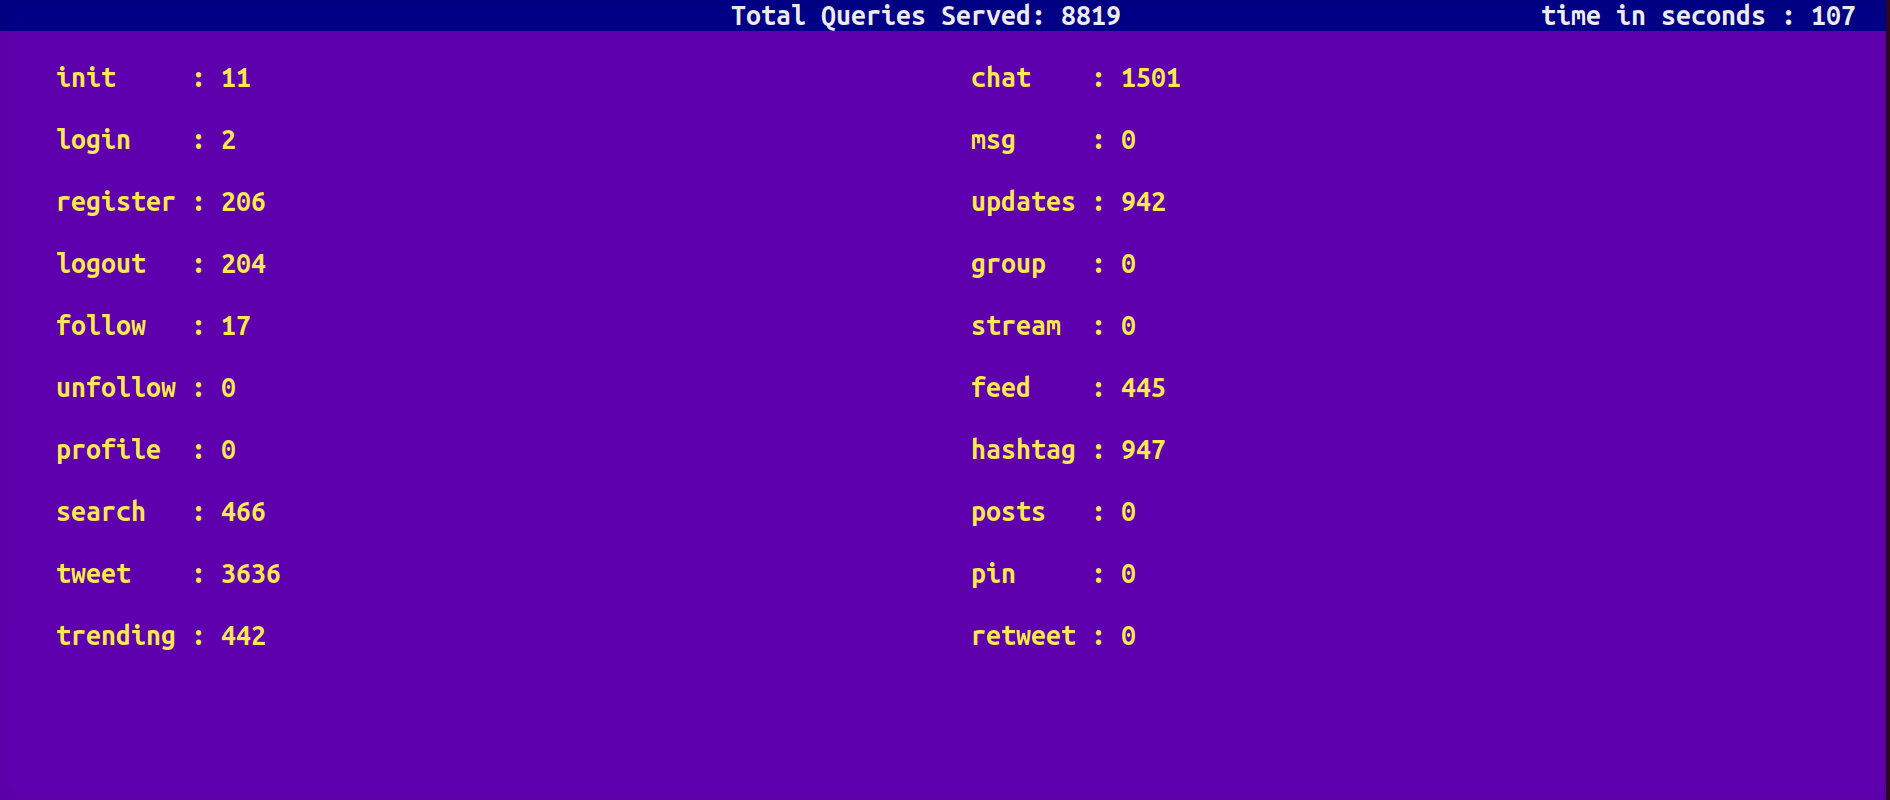 Total Queries Served: 8819 time in seconds : 107
init : 11 chat : 1501
login : 2 msg : 0
register : 206 updates : 942
logout : 204 group : 0
follow : 17 stream : 0
unfollow : 0 feed : 445
profile : 0 hashtag : 947
search : 466 posts : 0
tweet : 3636 pin : 0
trending : 442 retweet : 0